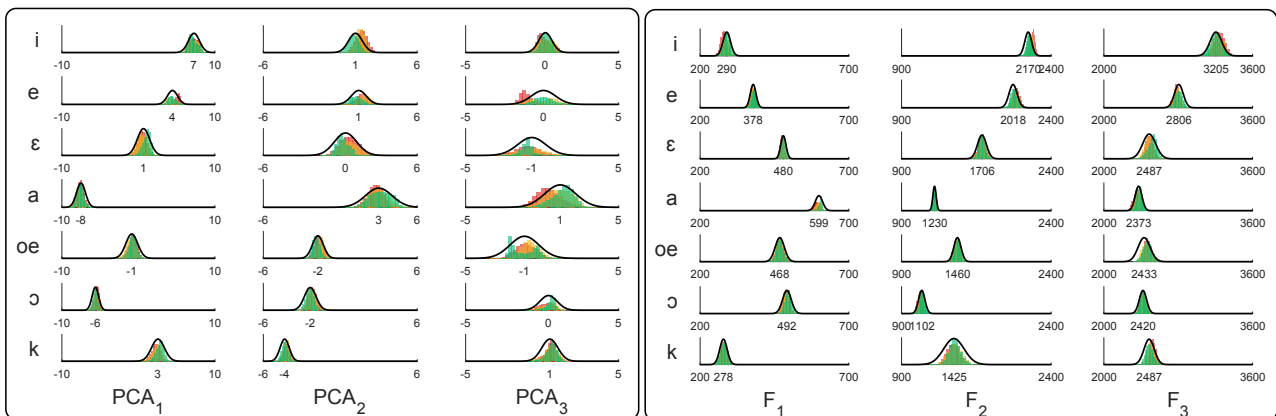 i
-10 7 10
-6 1 6
-5 0 5
e
-10 4 10
-6 1 6
-5 0 5
ε
-10 1 10
-6 0 6
-5 -1 5
a
-10 -8 10
-6 3 6
-5 1 5
oe
-10 -1 10
-6 -2 6
-5 -1 5
ɔ
-10 -6 10
-6 -2 6
-5 0 5
k
-10 3 10
-6 -4 6
-5 1 5
PCA1 PCA2 PCA3
i
200 290 700
900 2170 2400
2000 3205 3600
e
200 378 700
900 2018 2400
2000 2806 3600
ε
200 480 700
900 1706 2400
2000 2487 3600
a
200 599 700
900 1230 2400
2000 2373 3600
oe
200 468 700
900 1460 2400
2000 2433 3600
ɔ
200 492 700
900 1102 2400
2000 2420 3600
k
200 278 700
900 1425 2400
2000 2487 3600
F1 F2 F3